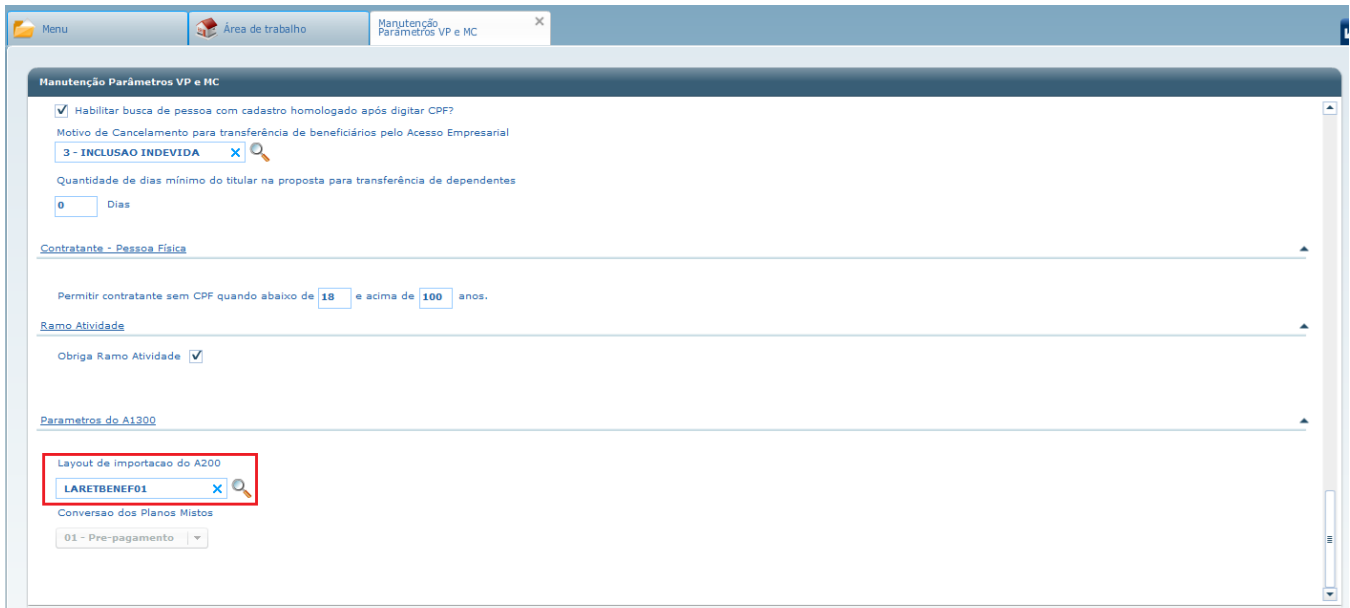 Menu
Área de trabalho
Manutenção
Parâmetros VP e MC
Manutenção Parâmetros VP e MC
Habilitar busca de pessoa com cadastro homologado após digitar CPF?
Motivo de Cancelamento para transferência de beneficiários pelo Acesso Empresarial
3 - INCLUSAO INDEVIDA
Quantidade de dias mínimo do titular na proposta para transferência de dependentes
0 Dias
Contratante - Pessoa Física
Permitir contratante sem CPF quando abaixo de 18 e acima de 100 anos.
Ramo Atividade
Obriga Ramo Atividade
Parametros do A1300
Layout de importacao do A200
LARETBENEF01
Conversao dos Planos Mistos
01 - Pre-pagamento